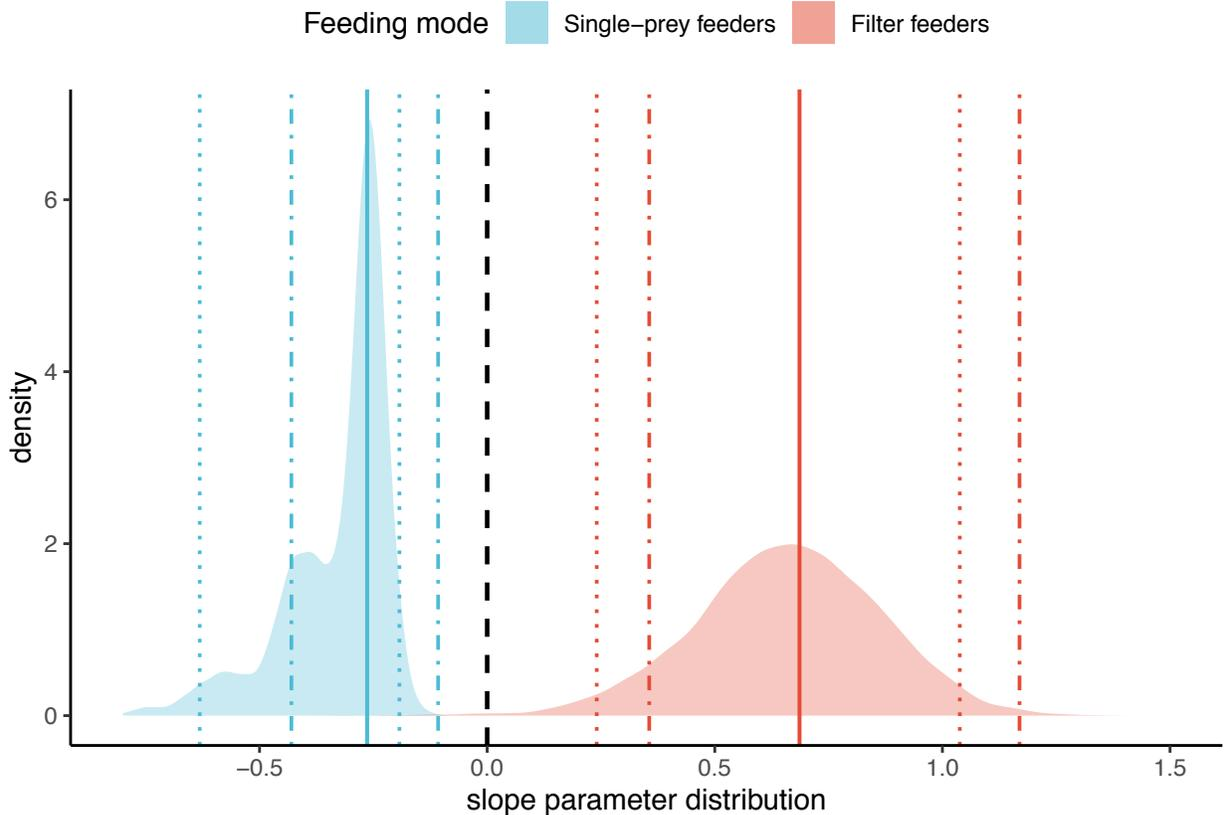 Feeding mode Single−prey feeders Filter feeders
6
4
2
0
density
−0.5 0.0 0.5 1.0 1.5
slope parameter distribution